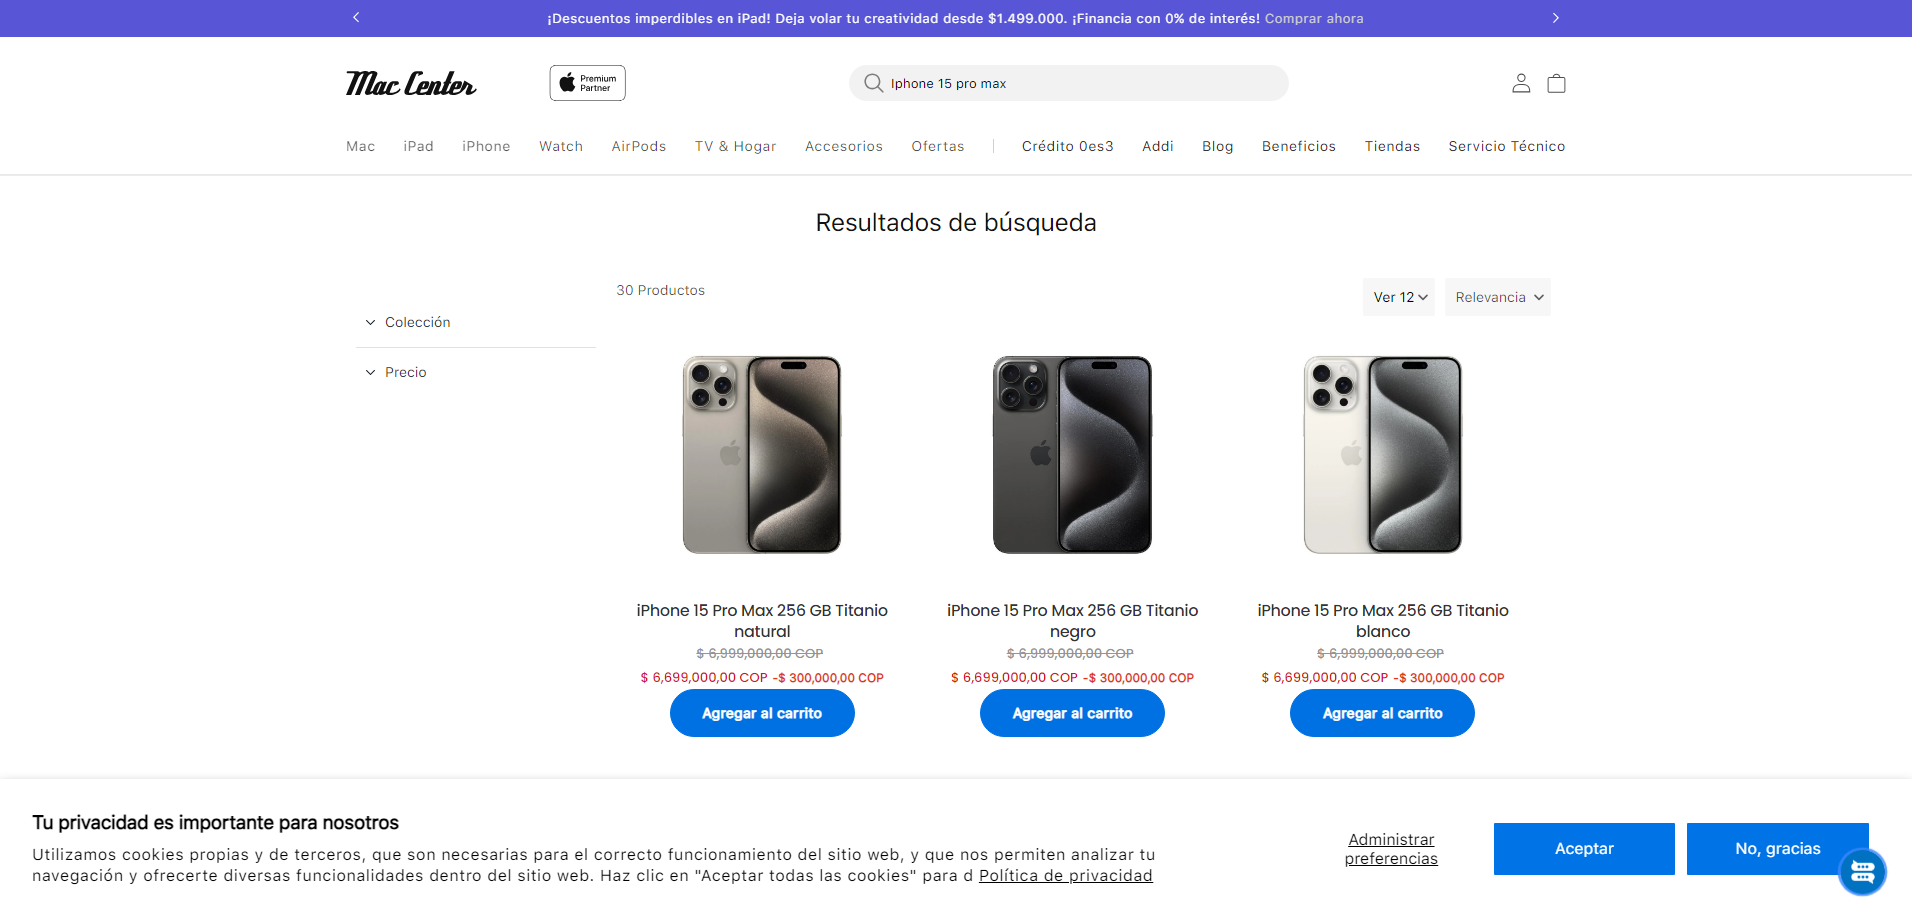 ¡Descuentos imperdibles en iPad! Deja volar tu creatividad desde $1.499.000. ¡Financia con 0% de interés! Comprar ahora
Mac Center
Premium
Partner
Iphone 15 pro max
Mac iPad iPhone Watch AirPods TV & Hogar Accesorios Ofertas Crédito 0es3 Addi Blog Beneficios Tiendas Servicio Técnico
Resultados de búsqueda
30 Productos
Ver 12
Relevancia
Colección
Precio
iPhone 15 Pro Max 256 GB Titanio
natural
$ 6,999,000,00 COP
$ 6,699,000,00 COP -$ 300,000,00 COP
Agregar al carrito
iPhone 15 Pro Max 256 GB Titanio
negro
$ 6,999,000,00 COP
$ 6,699,000,00 COP -$ 300,000,00 COP
Agregar al carrito
iPhone 15 Pro Max 256 GB Titanio
blanco
$ 6,999,000,00 COP
$ 6,699,000,00 COP -$ 300,000,00 COP
Agregar al carrito
Tu privacidad es importante para nosotros
Utilizamos cookies propias y de terceros, que son necesarias para el correcto funcionamiento del sitio web, y que nos permiten analizar tu
navegación y ofrecerte diversas funcionalidades dentro del sitio web. Haz clic en "Aceptar todas las cookies" para d Política de privacidad
Administrar
preferencias
Aceptar
No, gracias